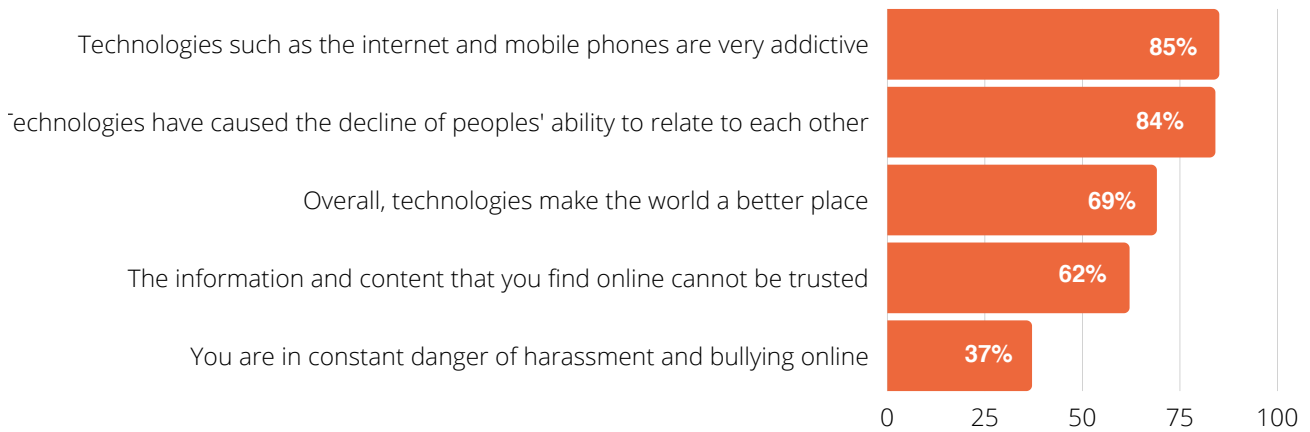 Technologies such as the internet and mobile phones are very addictive
85%
echnologies have caused the decline of peoples' ability to relate to each other
84%
Overall, technologies make the world a better place
69%
The information and content that you find online cannot be trusted
62%
You are in constant danger of harassment and bullying online
37%
0 25 50 75 100